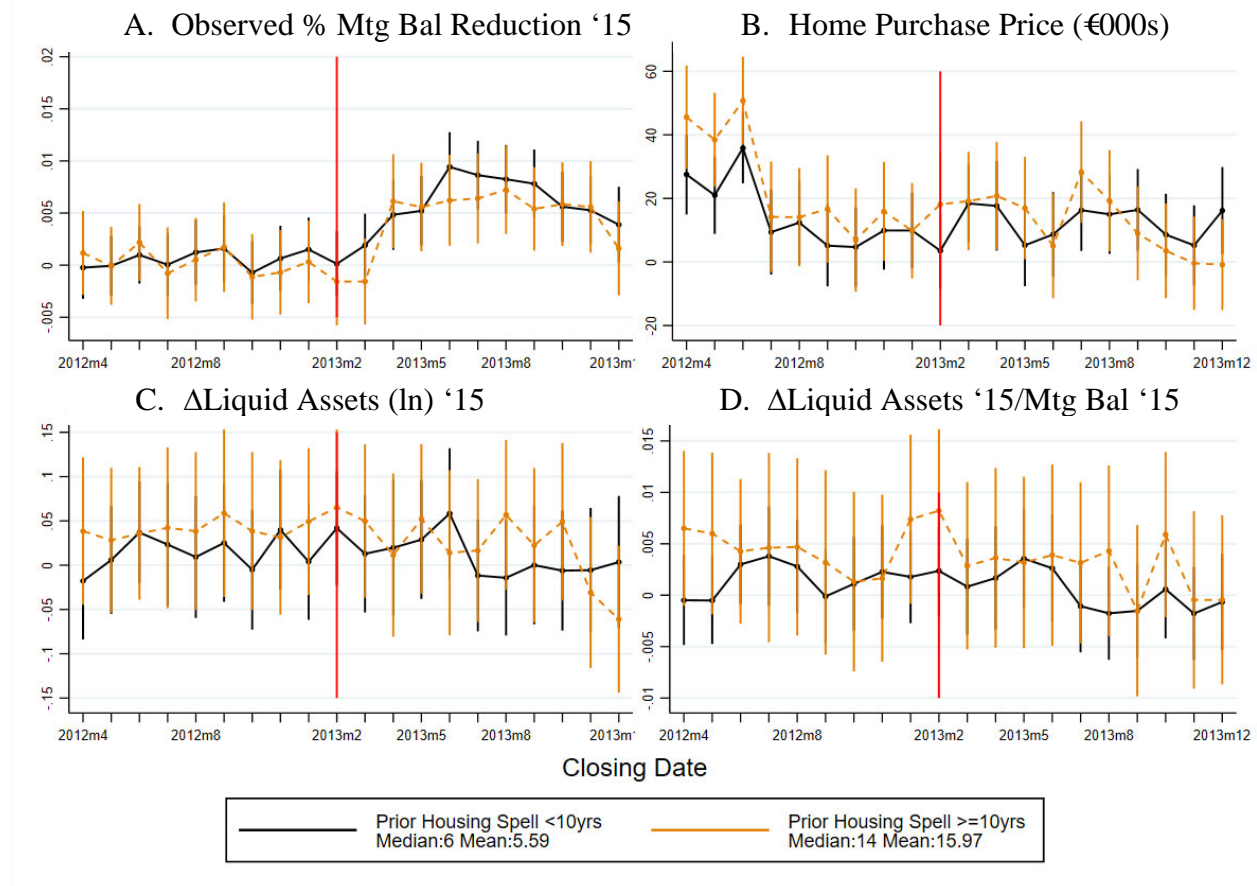 A. Observed % Mtg Bal Reduction ‘15
B. Home Purchase Price (€000s)
.02
.015
.01
.005
0
-.005
2012m4 2012m8 2013m2 2013m5 2013m8 2013m
60
40
20
0
-20
2012m4 2012m8 2013m2 2013m5 2013m8 2013m12
C. ΔLiquid Assets (ln) ‘15
D. ΔLiquid Assets ‘15/Mtg Bal ‘15
.15
.1
.05
0
-.05
-.1
-.15
2012m4 2012m8 2013m2 2013m5 2013m8 2013m
.015
.01
.005
0
-.005
-.01
2012m4 2012m8 2013m2 2013m5 2013m8 2013m12
Closing Date
Prior Housing Spell <10yrs
Median:6 Mean:5.59
Prior Housing Spell >=10yrs
Median:14 Mean:15.97